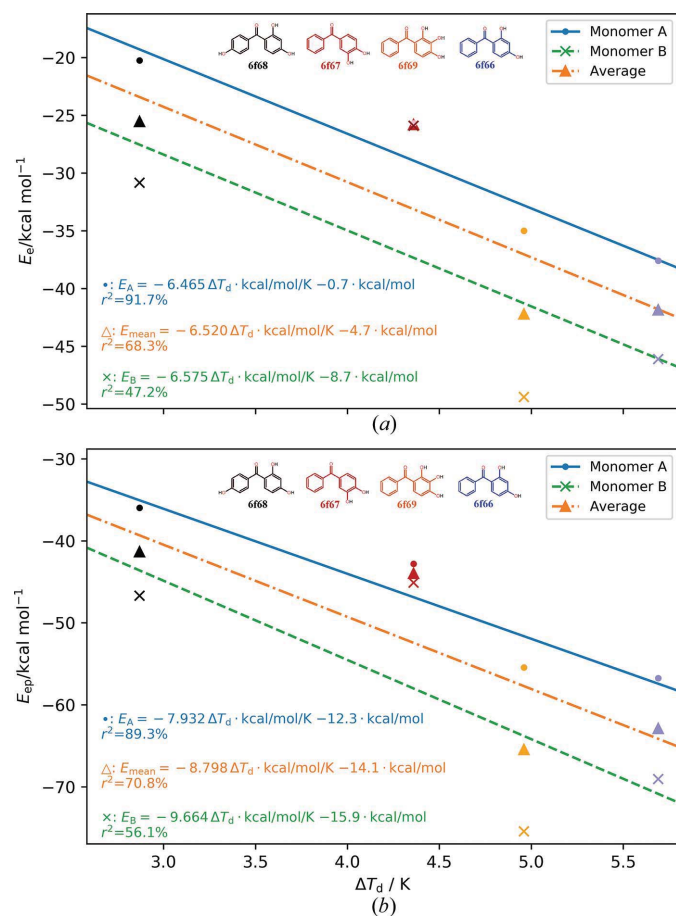 −20
−25
−30
−35
−40
−45
−50
E_e/kcal mol⁻¹
6f68
6f67
6f69
6f66
Monomer A
Monomer B
Average
•: E_A = − 6.465 ΔT_d · kcal/mol/K −0.7 · kcal/mol
r²=91.7%
△: E_mean = − 6.520 ΔT_d · kcal/mol/K −4.7 · kcal/mol
r²=68.3%
×: E_B = − 6.575 ΔT_d · kcal/mol/K −8.7 · kcal/mol
r²=47.2%
(a)
−30
−40
−50
−60
−70
E_ep/kcal mol⁻¹
6f68
6f67
6f69
6f66
Monomer A
Monomer B
Average
•: E_A = − 7.932 ΔT_d · kcal/mol/K −12.3 · kcal/mol
r²=89.3%
△: E_mean = − 8.798 ΔT_d · kcal/mol/K −14.1 · kcal/mol
r²=70.8%
×: E_B = − 9.664 ΔT_d · kcal/mol/K −15.9 · kcal/mol
r²=56.1%
3.0 3.5 4.0 4.5 5.0 5.5
ΔT_d / K
(b)